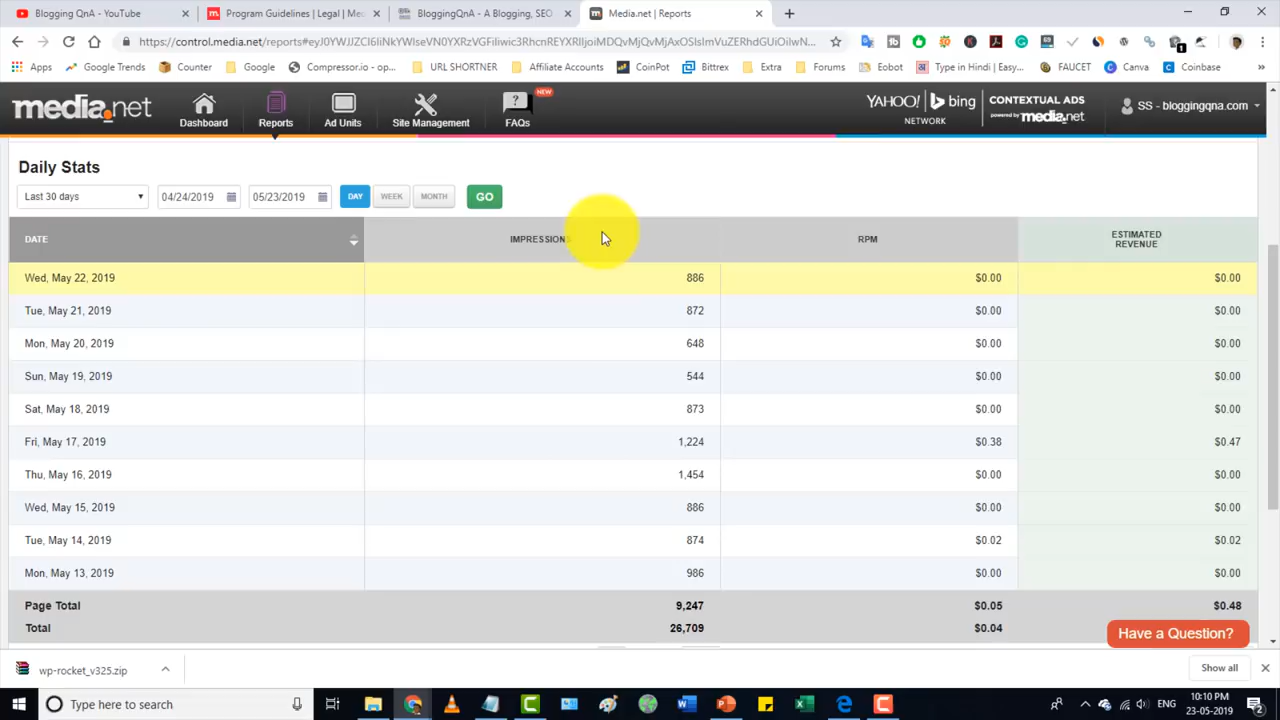 Blogging QnA - YouTube
Program Guidelines | Legal | Med
BloggingQnA - A Blogging, SEO
Media.net | Reports
https://control.medianet/reports#
Apps
Google Trends
Counter
Google
Compressor.io - op...
URL SHORTNER
Affiliate Accounts
CoinPot
Bittrex
Extra
Forums
Eobot
Type in Hindi | Easy...
FAUCET
Canva
Coinbase
media.net
Dashboard
Reports
Ad Units
Site Management
NEW
FAQs
YAHOO! bing
NETWORK
CONTEXTUAL ADS
powered by media.net
SS - bloggingqna.com
Daily Stats
Last 30 days 04/24/2019 05/23/2019 DAY WEEK MONTH GO
DATE IMPRESSIONS RPM ESTIMATED REVENUE
Wed, May 22, 2019 886 $0.00 $0.00
Tue, May 21, 2019 872 $0.00 $0.00
Mon, May 20, 2019 648 $0.00 $0.00
Sun, May 19, 2019 544 $0.00 $0.00
Sat, May 18, 2019 873 $0.00 $0.00
Fri, May 17, 2019 1,224 $0.38 $0.47
Thu, May 16, 2019 1,454 $0.00 $0.00
Wed, May 15, 2019 886 $0.00 $0.00
Tue, May 14, 2019 874 $0.02 $0.02
Mon, May 13, 2019 986 $0.00 $0.00
Page Total 9,247 $0.05 $0.48
Total 26,709 $0.04
Have a Question?
wp-rocket_v325.zip
Show all
Type here to search
ENG
10:10 PM
23-05-2019
2